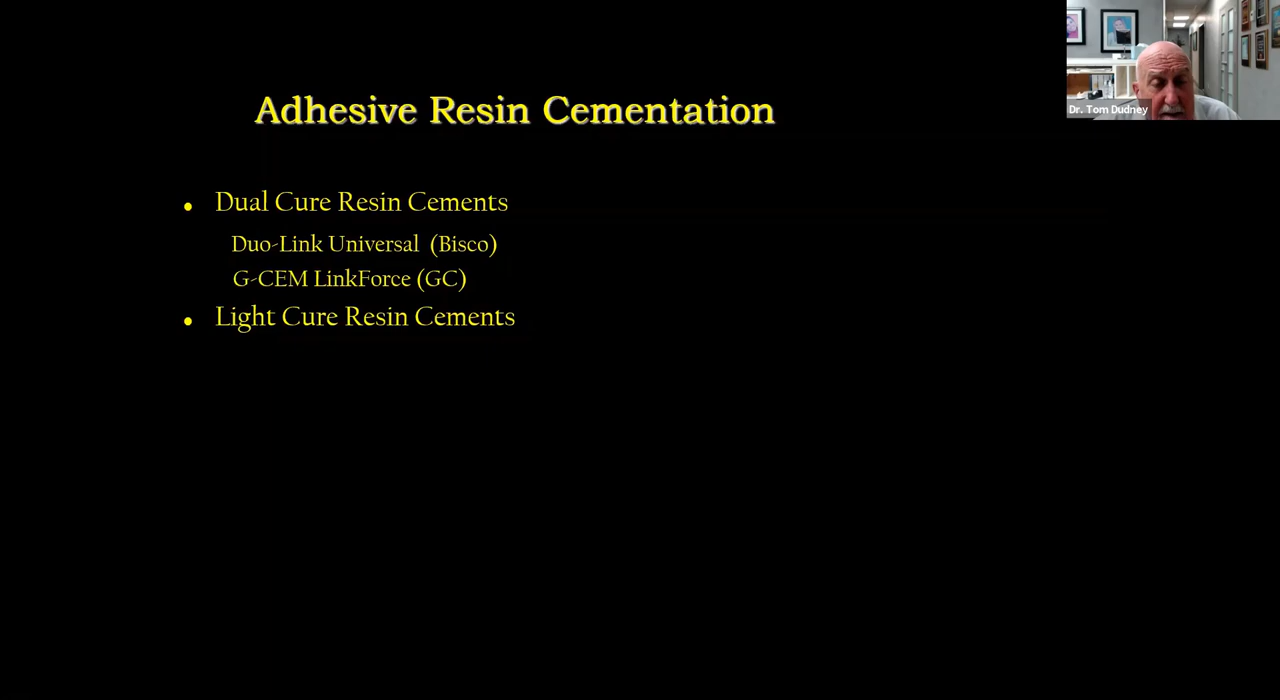 Adhesive Resin Cementation
Dr. Tom Dudney
• Dual Cure Resin Cements
Duo-Link Universal (Bisco)
G-CEM LinkForce (GC)
• Light Cure Resin Cements